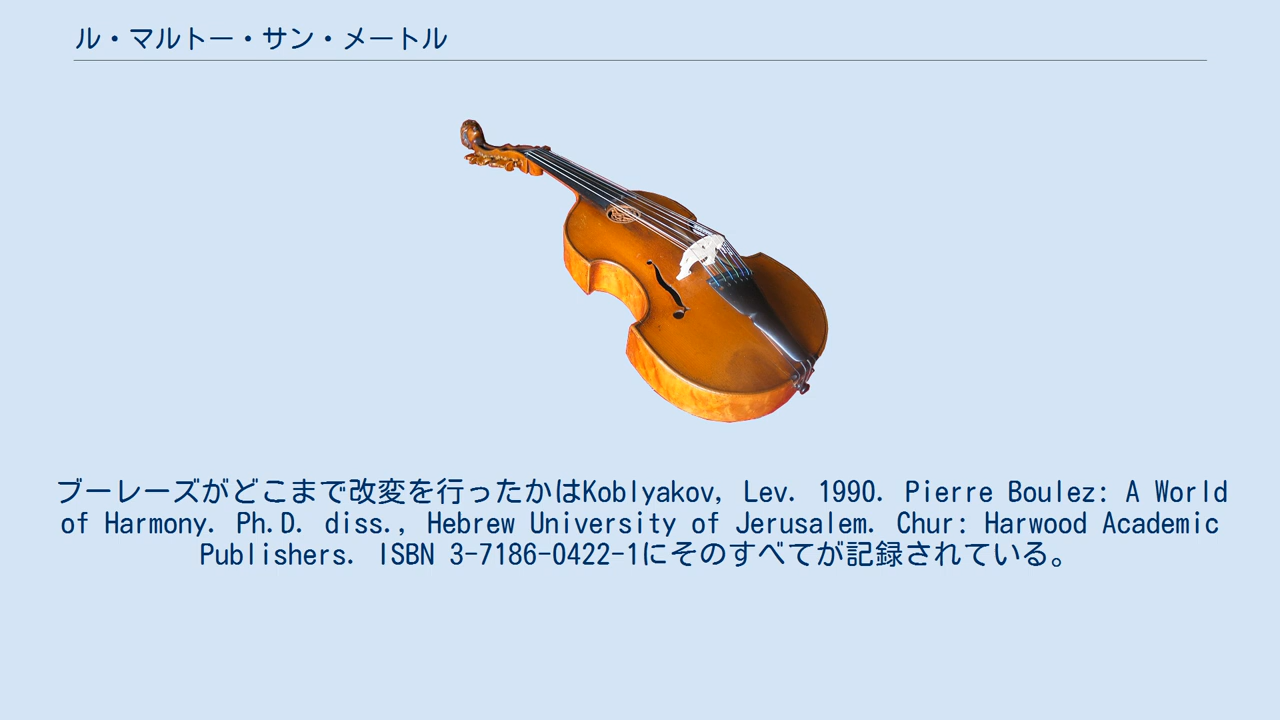 ル・マルトー・サン・メートル
ブーレーズがどこまで改変を行ったかはKoblyakov, Lev. 1990. Pierre Boulez: A World
of Harmony. Ph.D. diss., Hebrew University of Jerusalem. Chur: Harwood Academic
Publishers. ISBN 3-7186-0422-1にそのすべてが記録されている。